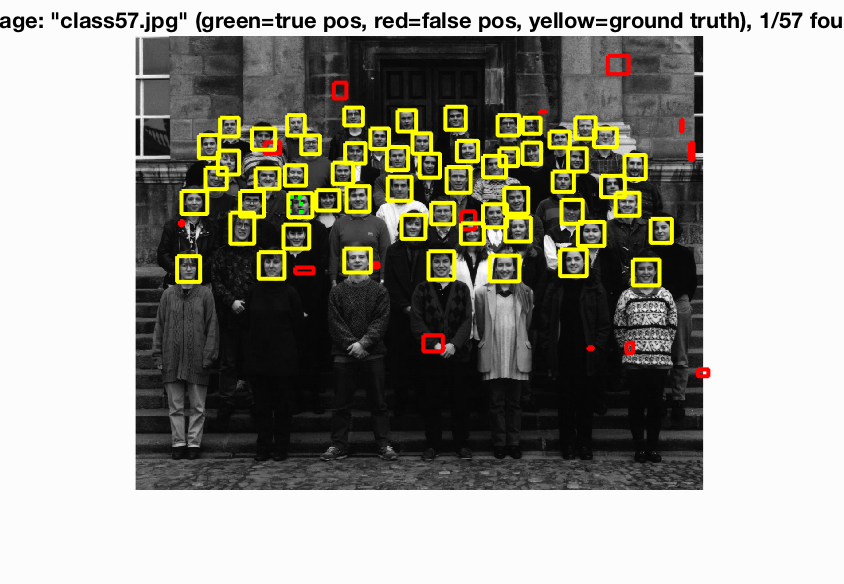 age: "class57.jpg" (green=true pos, red=false pos, yellow=ground truth), 1/57 fou